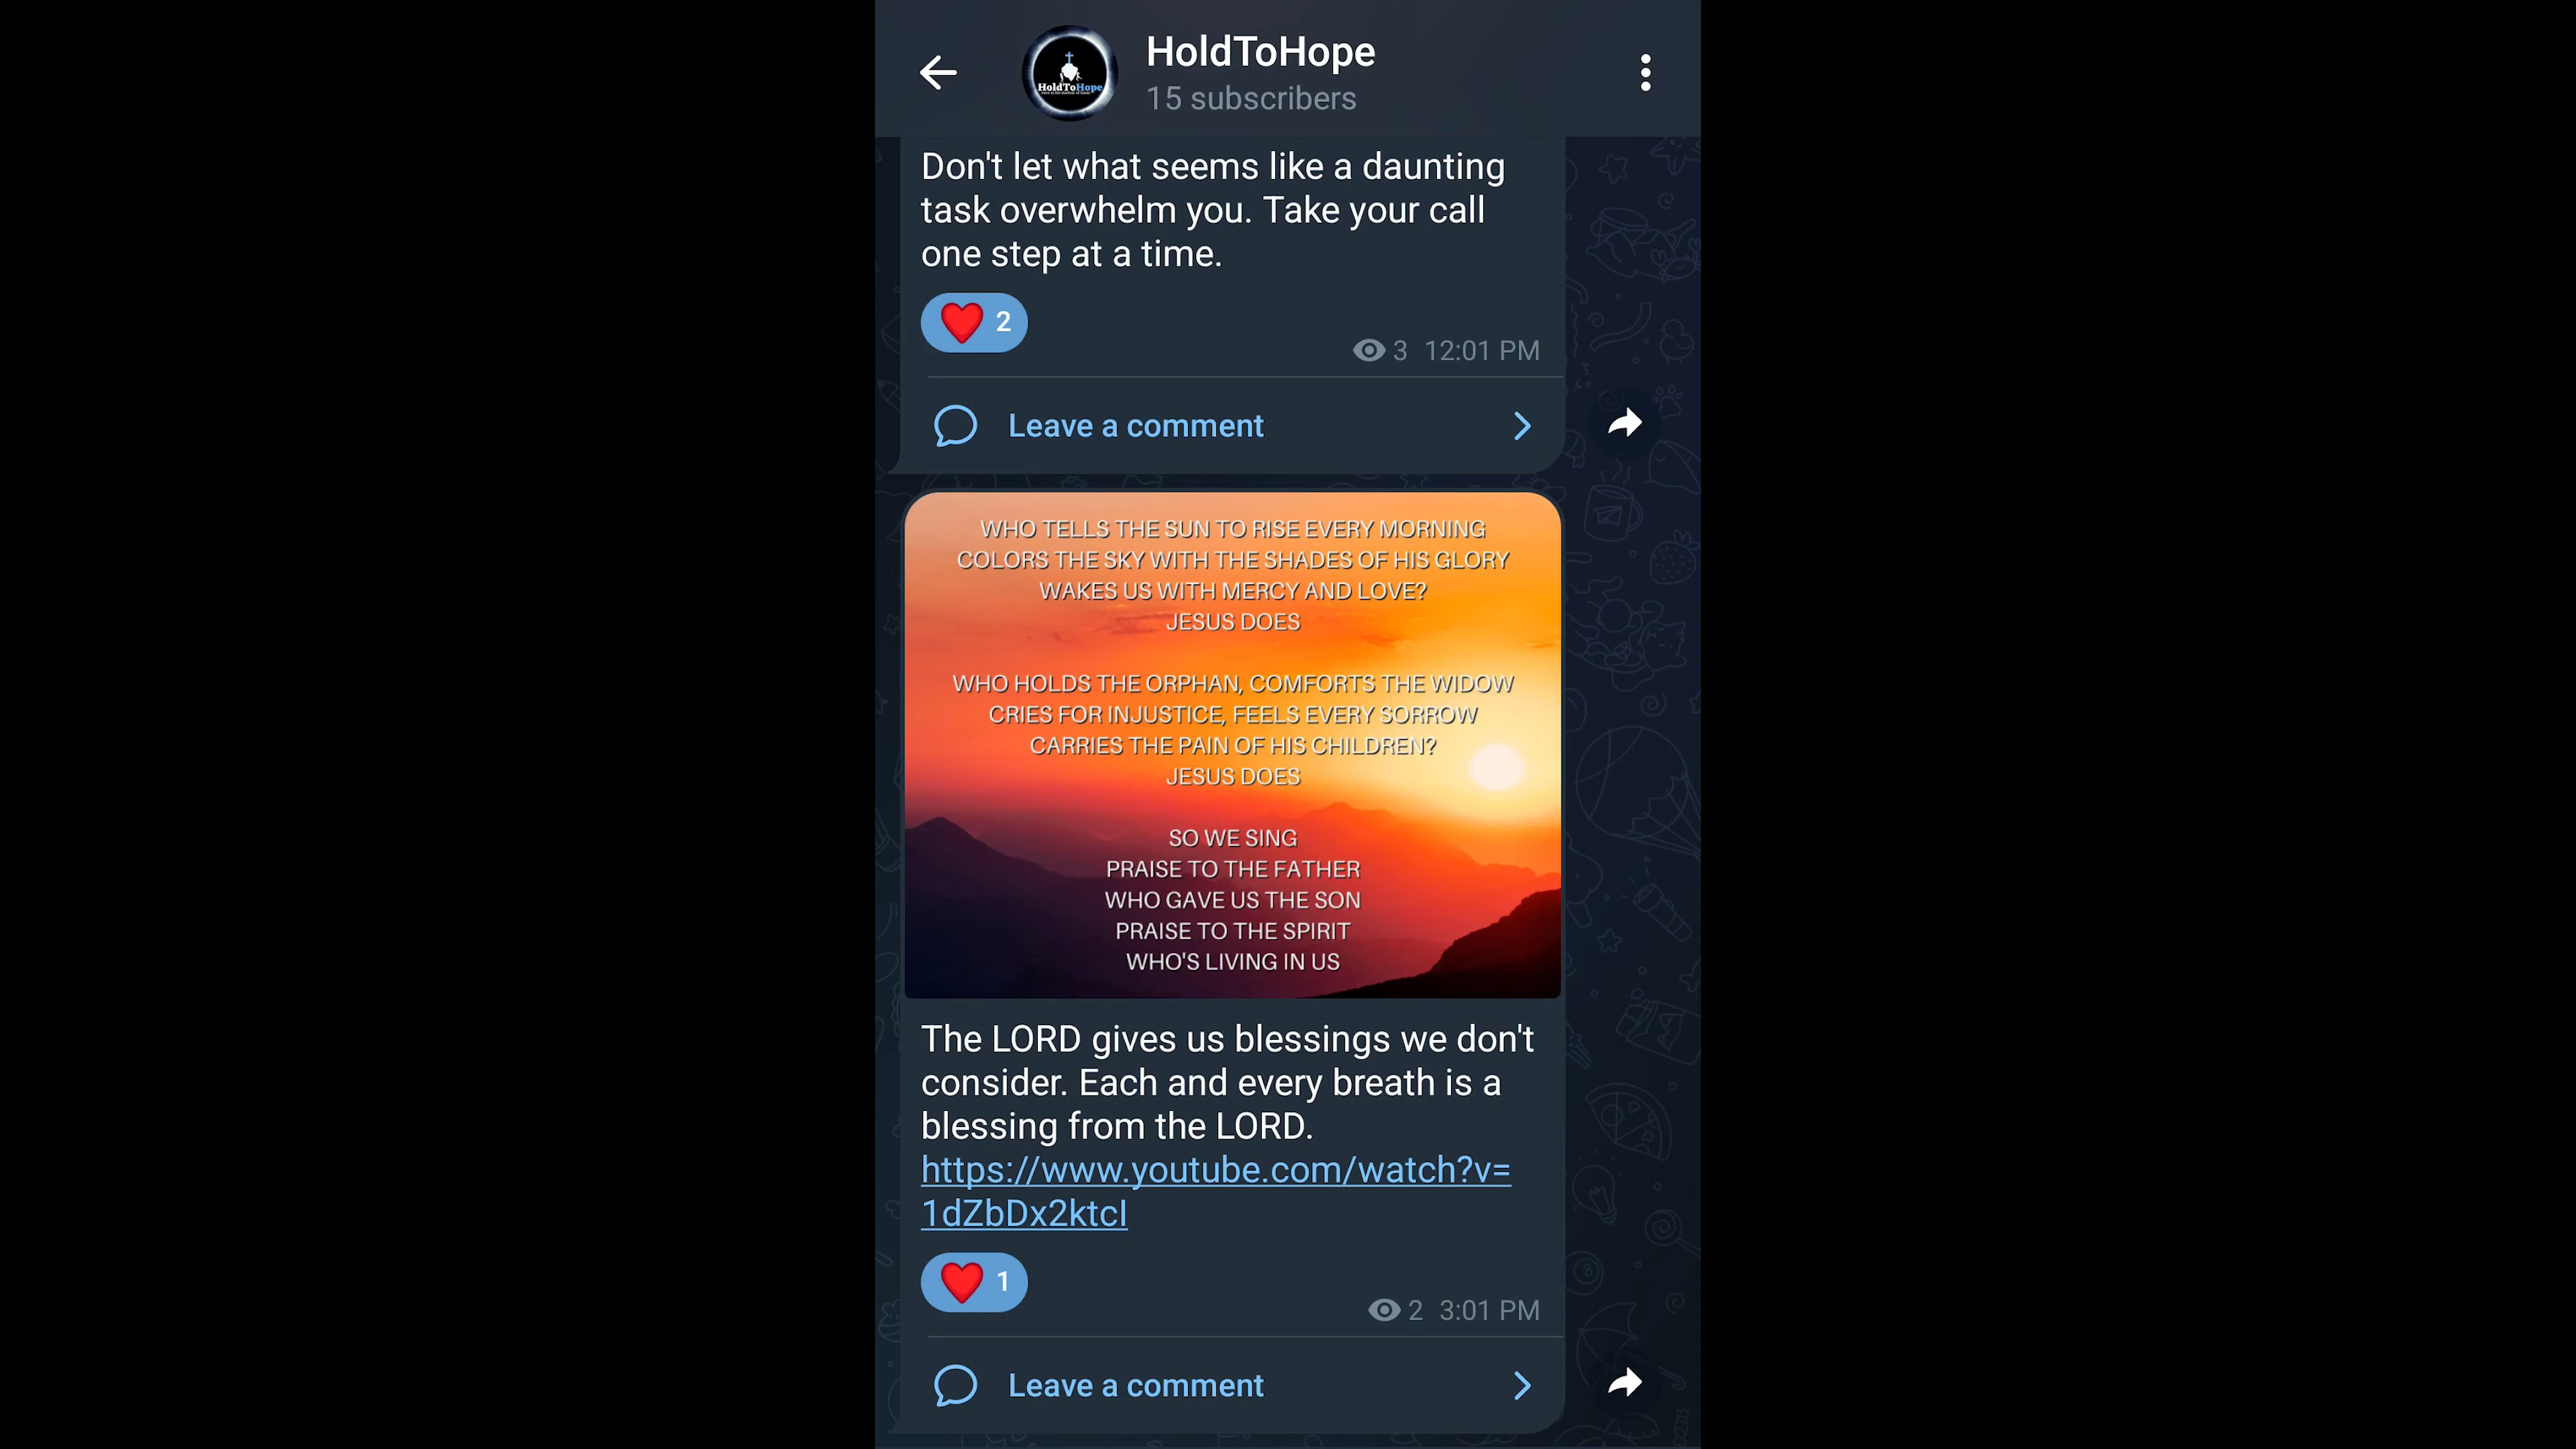 HoldToHope
HoldToHope
15 subscribers
Don't let what seems like a daunting
task overwhelm you. Take your call
one step at a time.
2
3 12:01 PM
Leave a comment
WHO TELLS THE SUN TO RISE EVERY MORNING
COLORS THE SKY WITH THE SHADES OF HIS GLORY
WAKES US WITH MERCY AND LOVE?
JESUS DOES
WHO HOLDS THE ORPHAN, COMFORTS THE WIDOW
CRIES FOR INJUSTICE, FEELS EVERY SORROW
CARRIES THE PAIN OF HIS CHILDREN?
JESUS DOES
SO WE SING
PRAISE TO THE FATHER
WHO GAVE US THE SON
PRAISE TO THE SPIRIT
WHO'S LIVING IN US
The LORD gives us blessings we don't
consider. Each and every breath is a
blessing from the LORD.
https://www.youtube.com/watch?v=
1dZbDx2ktcI
1
2 3:01 PM
Leave a comment